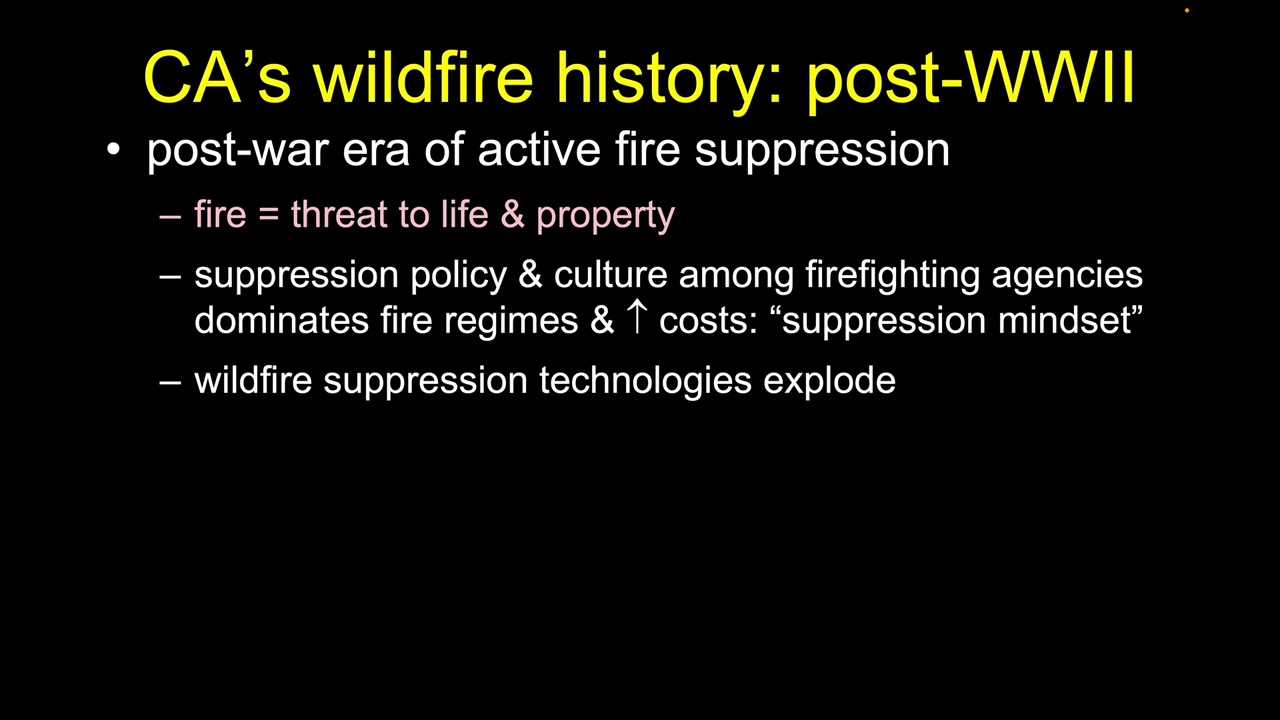 CA’s wildfire history: post-WWII
• post-war era of active fire suppression
– fire = threat to life & property
– suppression policy & culture among firefighting agencies
dominates fire regimes & ↑ costs: “suppression mindset”
– wildfire suppression technologies explode